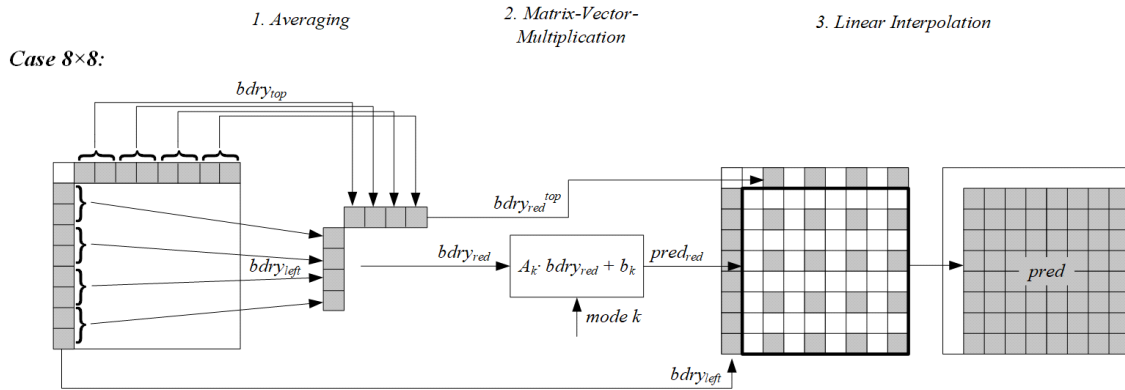 1. Averaging
2. Matrix-Vector-
Multiplication
3. Linear Interpolation
Case 8×8:
bdry_top
bdry_left
bdry_red^top
bdry_red
A_k· bdry_red + b_k
pred_red
mode k
pred
bdry_left